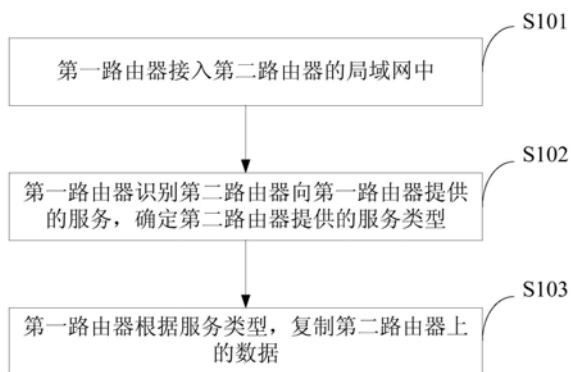 S101
第一路由器接入第二路由器的局域网中
S102
第一路由器识别第二路由器向第一路由器提供
的服务，确定第二路由器提供的服务类型
S103
第一路由器根据服务类型，复制第二路由器上
的数据